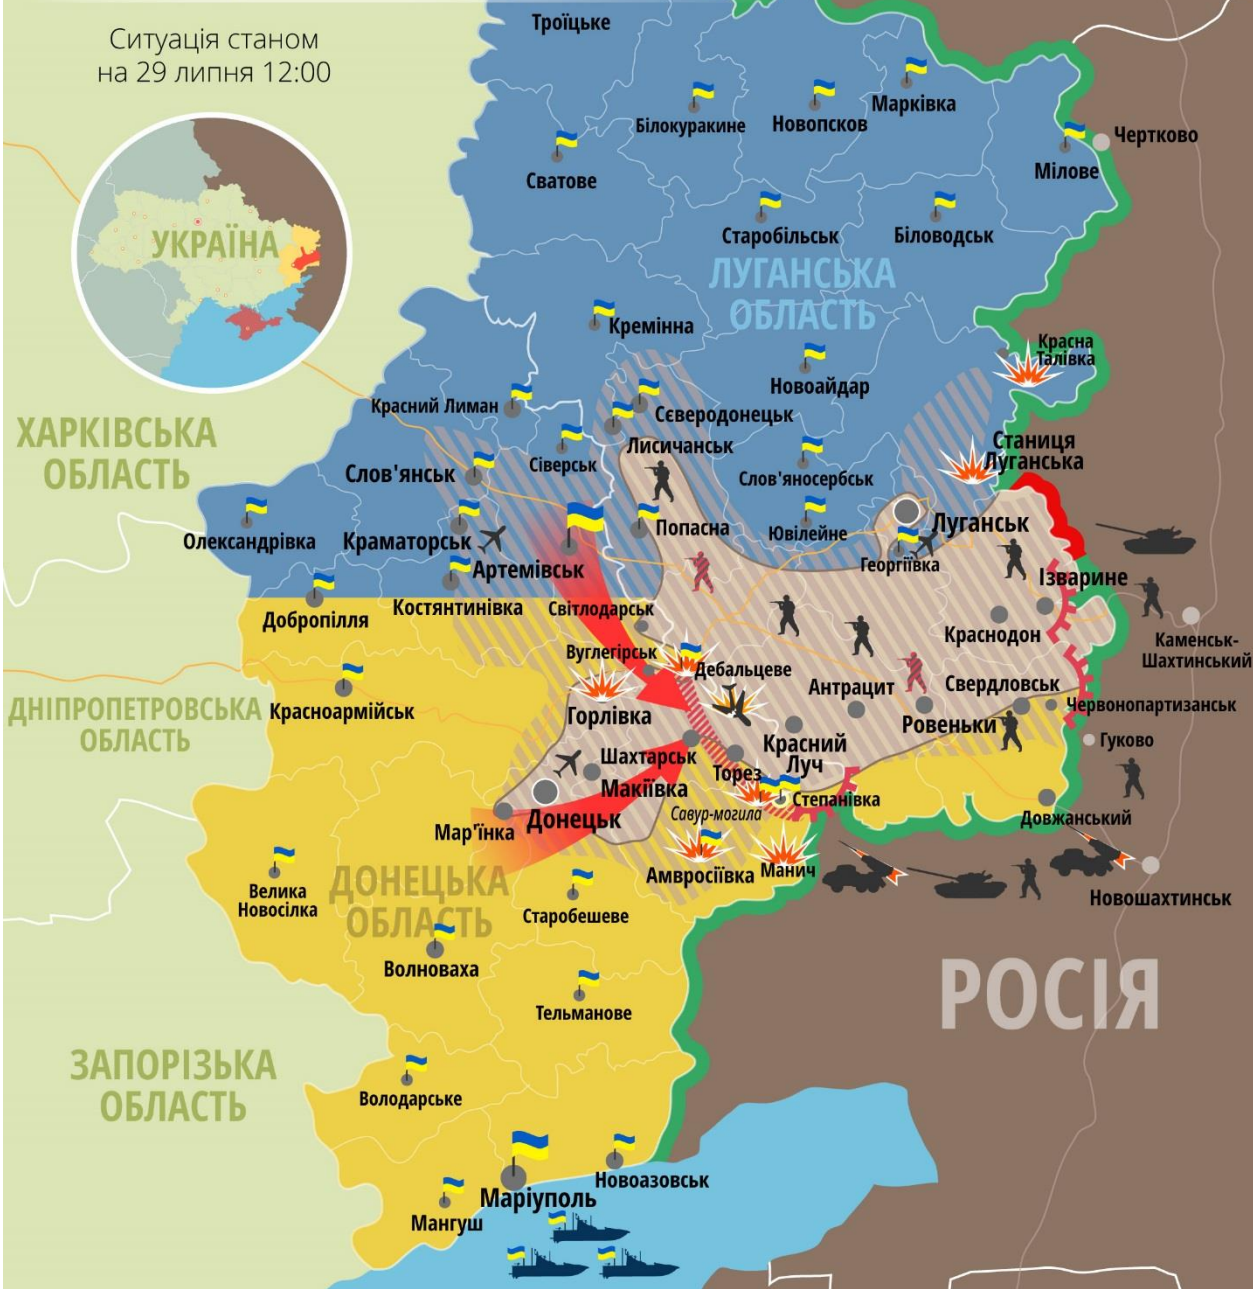 Ситуація станом
на 29 липня 12:00
УКРАЇНА
Троїцьке
Білокуракине
Новопсков
Марківка
Чертково
Мілове
Сватове
Старобільськ
Біловодськ
ЛУГАНСЬКА
ОБЛАСТЬ
Кремінна
Красна
Талівка
Новоайдар
Красний Лиман
Сєверодонецьк
ХАРКІВСЬКА
ОБЛАСТЬ
Лисичанськ
Станиця
Луганська
Слов'янськ
Сіверськ
Слов'яносербськ
Олександрівка
Краматорськ
Попасна
Ювілейне
Луганськ
Георгіївка
Артемівськ
Ізварине
Костянтинівка
Світлодарськ
Добропілля
Краснодон
Каменськ-
Шахтинський
Вуглегірськ
Дебальцеве
Антрацит
Свердловськ
Красноармійськ
ДНІПРОПЕТРОВСЬКА
ОБЛАСТЬ
Горлівка
Ровеньки
Червонопартизанськ
Гуково
Красний
Луч
Шахтарськ
Торез
Макіївка
Степанівка
Савур-могила
Мар'їнка
Донецьк
Довжанський
Амвросіївка
Манич
Новошахтинськ
ДОНЕЦЬКА
ОБЛАСТЬ
Велика
Новосілка
Старобешеве
Волноваха
Тельманове
РОСІЯ
ЗАПОРІЗЬКА
ОБЛАСТЬ
Володарське
Новоазовськ
Маріуполь
Мангуш